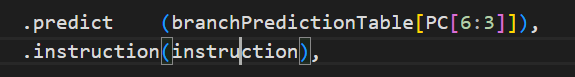 .predict    (branchPredictionTable[PC[6:3]]),
.instruction(instruction),